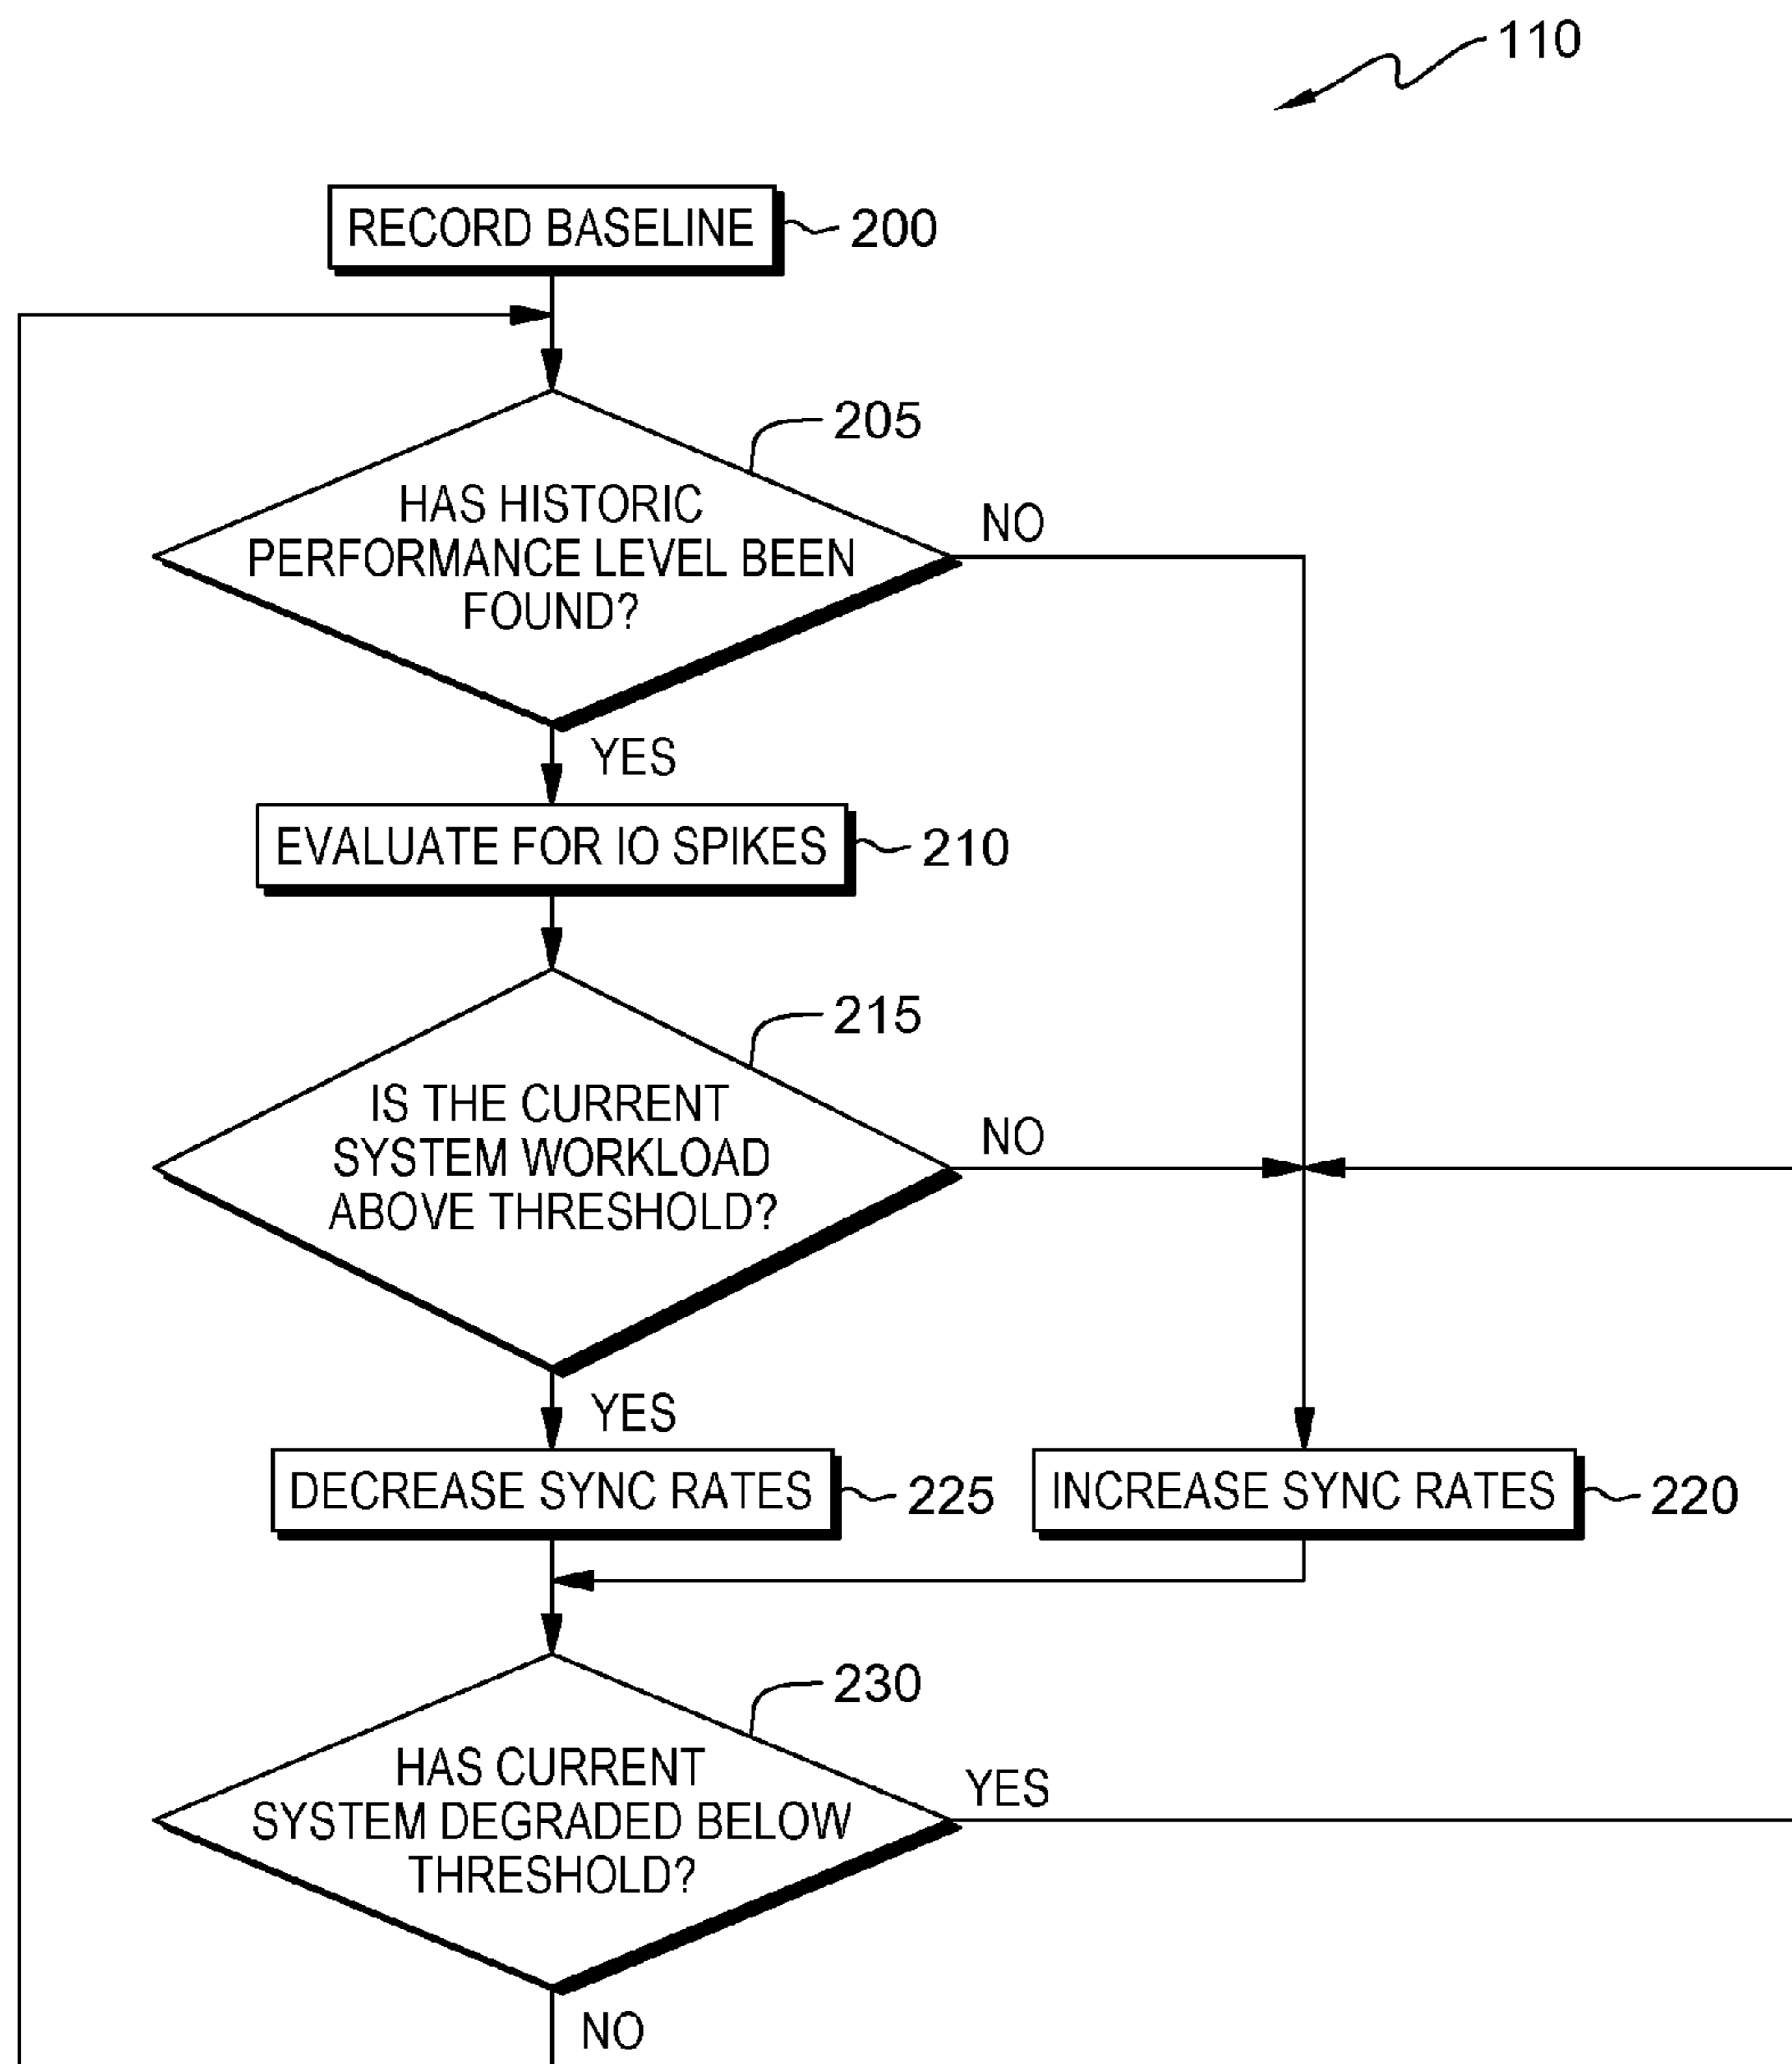 110
RECORD BASELINE
200
205
HAS HISTORIC
PERFORMANCE LEVEL BEEN
FOUND?
NO
YES
EVALUATE FOR IO SPIKES
210
215
IS THE CURRENT
SYSTEM WORKLOAD
ABOVE THRESHOLD?
NO
YES
DECREASE SYNC RATES
225
INCREASE SYNC RATES
220
230
HAS CURRENT
SYSTEM DEGRADED BELOW
THRESHOLD?
YES
NO